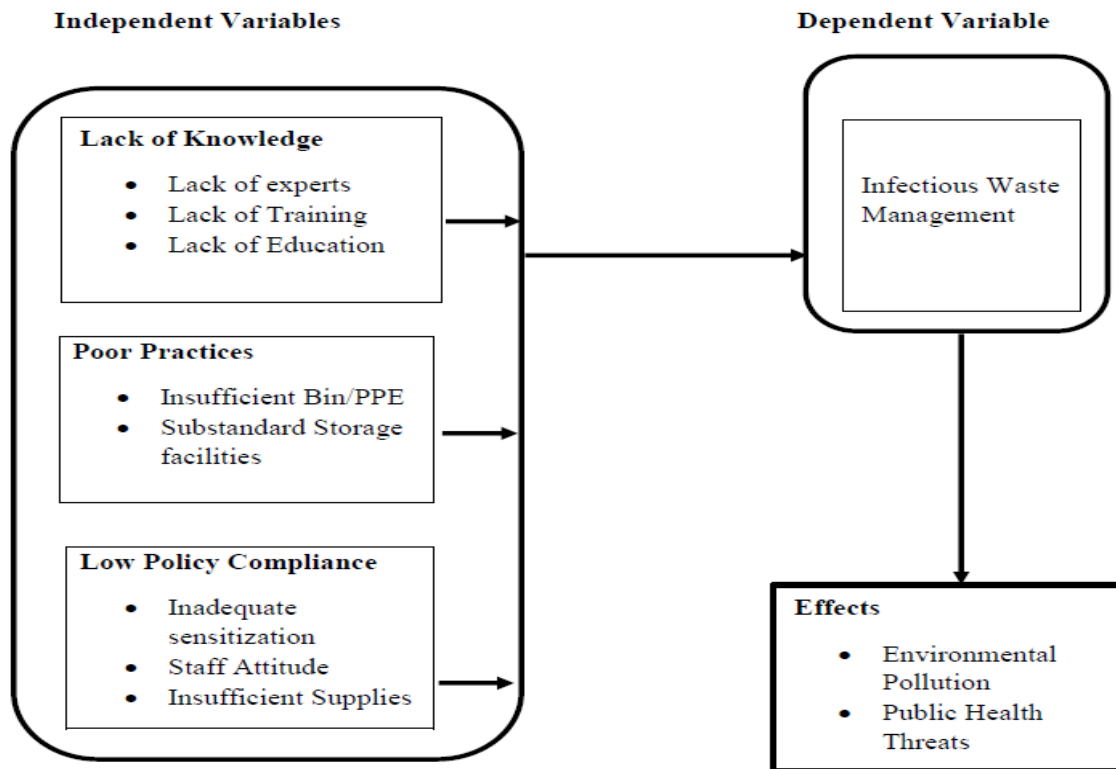 Independent Variables
Dependent Variable
Lack of Knowledge
• Lack of experts
• Lack of Training
• Lack of Education
Poor Practices
• Insufficient Bin/PPE
• Substandard Storage
facilities
Low Policy Compliance
• Inadequate
sensitization
• Staff Attitude
• Insufficient Supplies
Infectious Waste
Management
Effects
• Environmental
Pollution
• Public Health
Threats